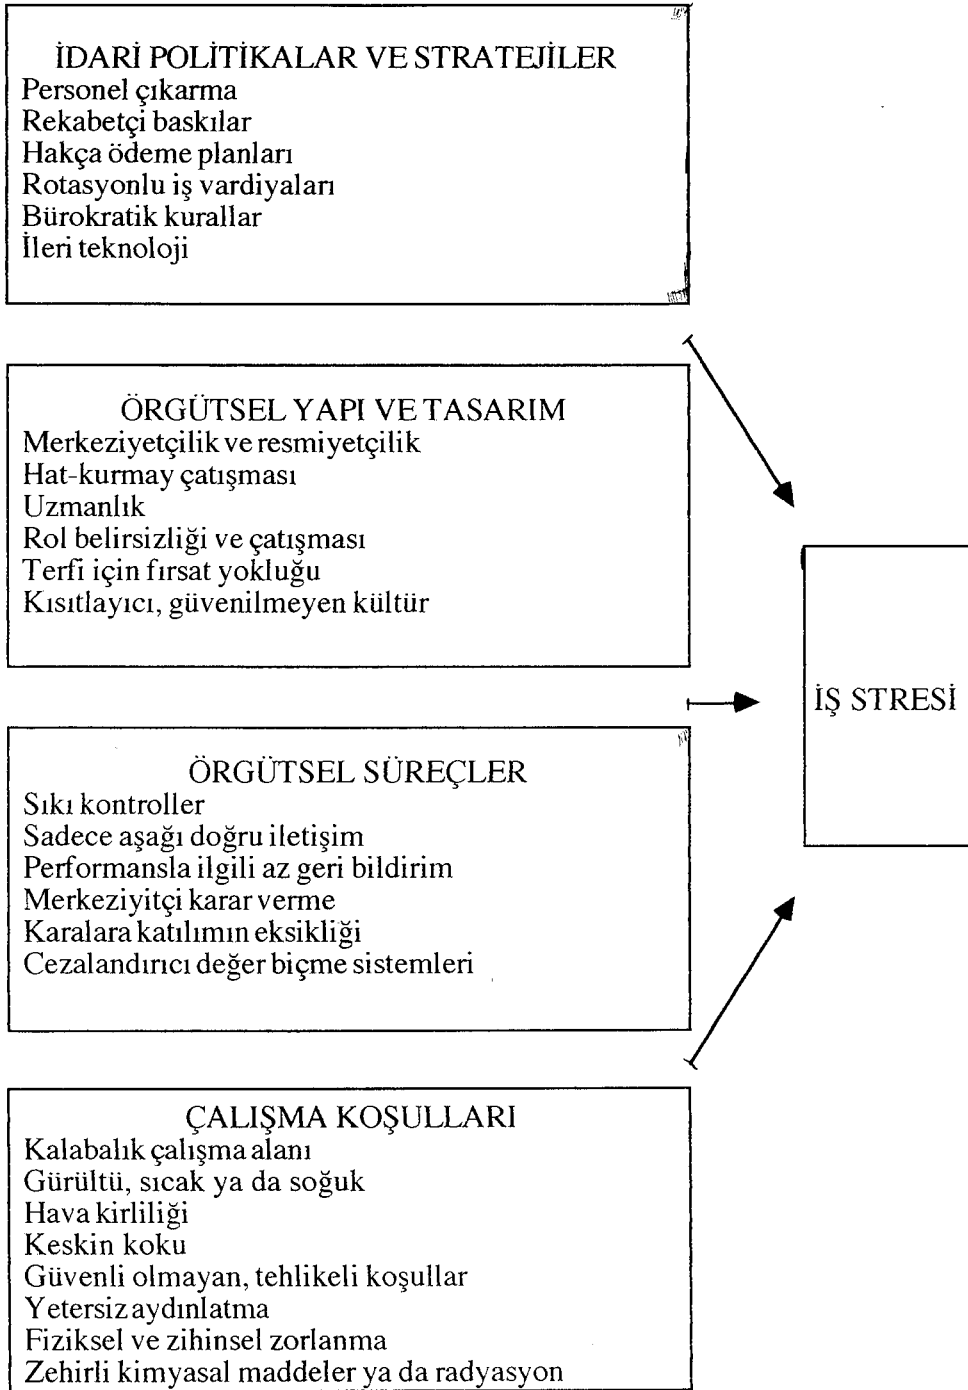 İDARİ POLİTİKALAR VE STRATEJİLER
Personel çıkarma
Rekabetçi baskılar
Hakça ödeme planları
Rotasyonlu iş vardiyaları
Bürokratik kurallar
İleri teknoloji
ÖRGÜTSEL YAPI VE TASARIM
Merkeziyetçilik ve resmiyetçilik
Hat-kurmay çatışması
Uzmanlık
Rol belirsizliği ve çatışması
Terfi için fırsat yokluğu
Kısıtlayıcı, güvenilmeyen kültür
İŞ STRESİ
ÖRGÜTSEL SÜREÇLER
Sıkı kontroller
Sadece aşağı doğru iletişim
Performansla ilgili az geri bildirim
Merkeziyitçi karar verme
Karalara katılımın eksikliği
Cezalandırıcı değer biçme sistemleri
ÇALIŞMA KOŞULLARI
Kalabalık çalışma alanı
Gürültü, sıcak ya da soğuk
Hava kirliliği
Keskin koku
Güvenli olmayan, tehlikeli koşullar
Yetersiz aydınlatma
Fiziksel ve zihinsel zorlanma
Zehirli kimyasal maddeler ya da radyasyon